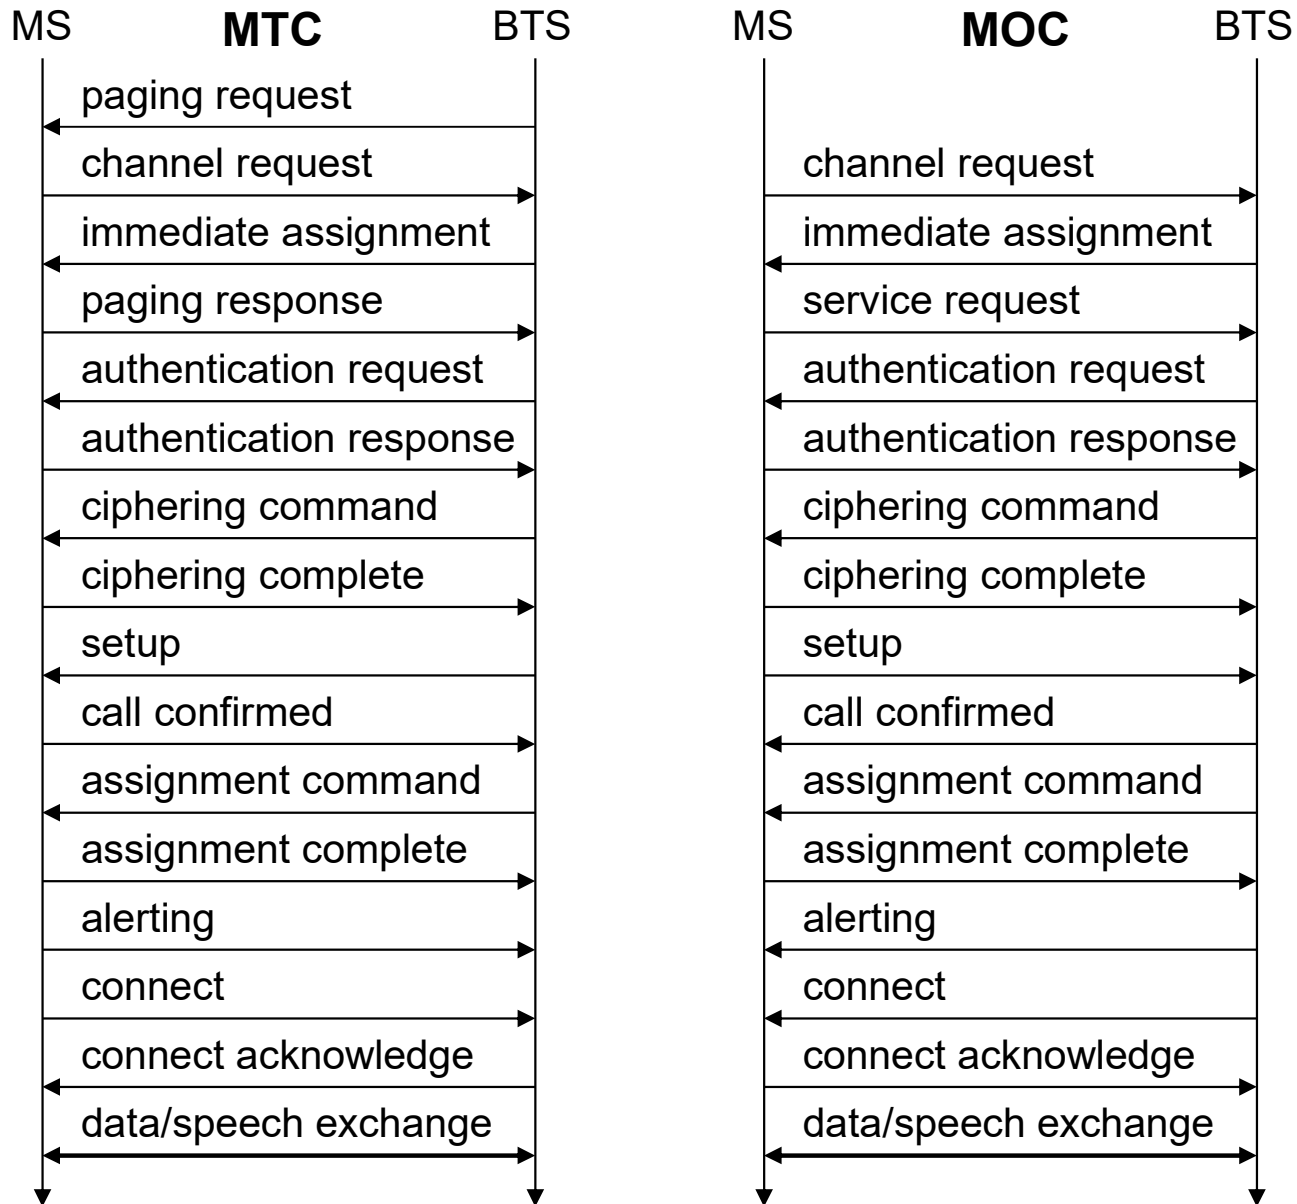 MS MTC BTS
paging request
channel request
immediate assignment
paging response
authentication request
authentication response
ciphering command
ciphering complete
setup
call confirmed
assignment command
assignment complete
alerting
connect
connect acknowledge
data/speech exchange
MS MOC BTS
channel request
immediate assignment
service request
authentication request
authentication response
ciphering command
ciphering complete
setup
call confirmed
assignment command
assignment complete
alerting
connect
connect acknowledge
data/speech exchange